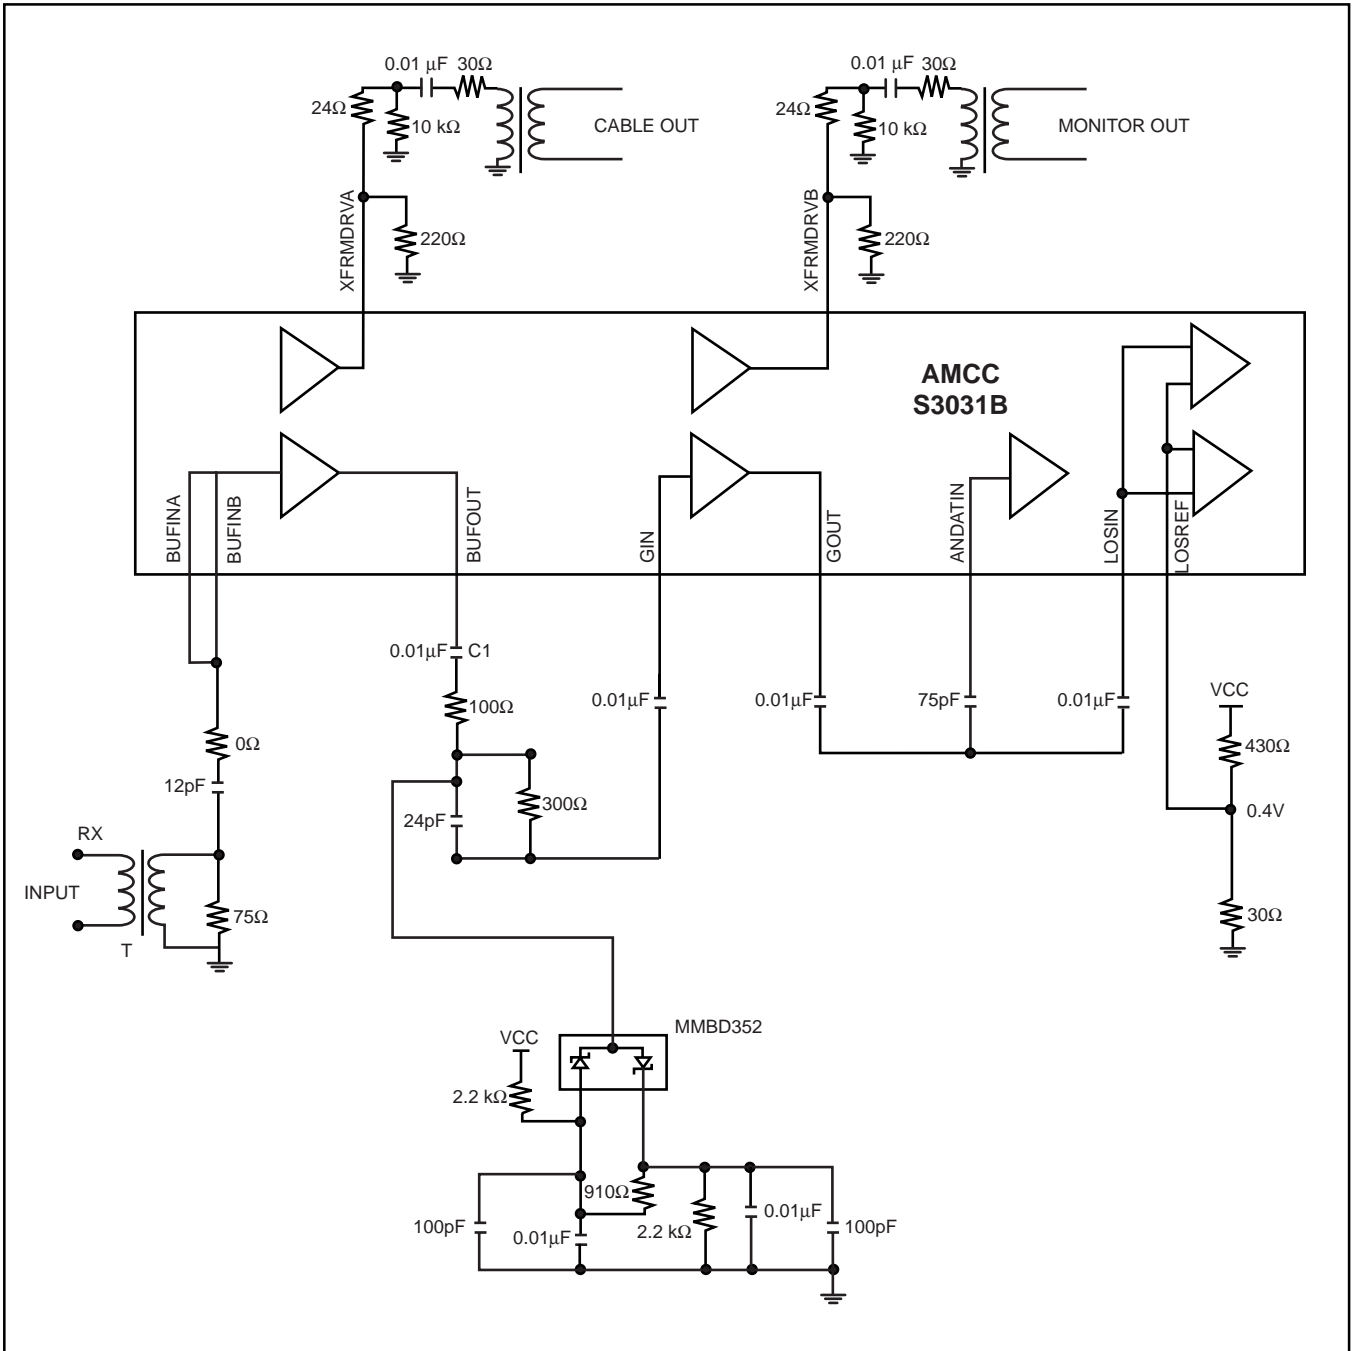 0.01 µF 30Ω
24Ω
10 kΩ
CABLE OUT
XFRMDRVA
220Ω
0.01 µF 30Ω
24Ω
10 kΩ
MONITOR OUT
XFRMDRVB
220Ω
AMCC
S3031B
BUFINA
BUFINB
BUFOUT
GIN
GOUT
ANDATIN
LOSIN
LOSREF
0.01µF C1
100Ω
0.01µF
0.01µF
75pF
0.01µF
VCC
430Ω
0.4V
30Ω
0Ω
12pF
24pF
300Ω
RX
INPUT
75Ω
T
MMBD352
VCC
2.2 kΩ
910Ω
100pF
0.01µF
2.2 kΩ
0.01µF
100pF